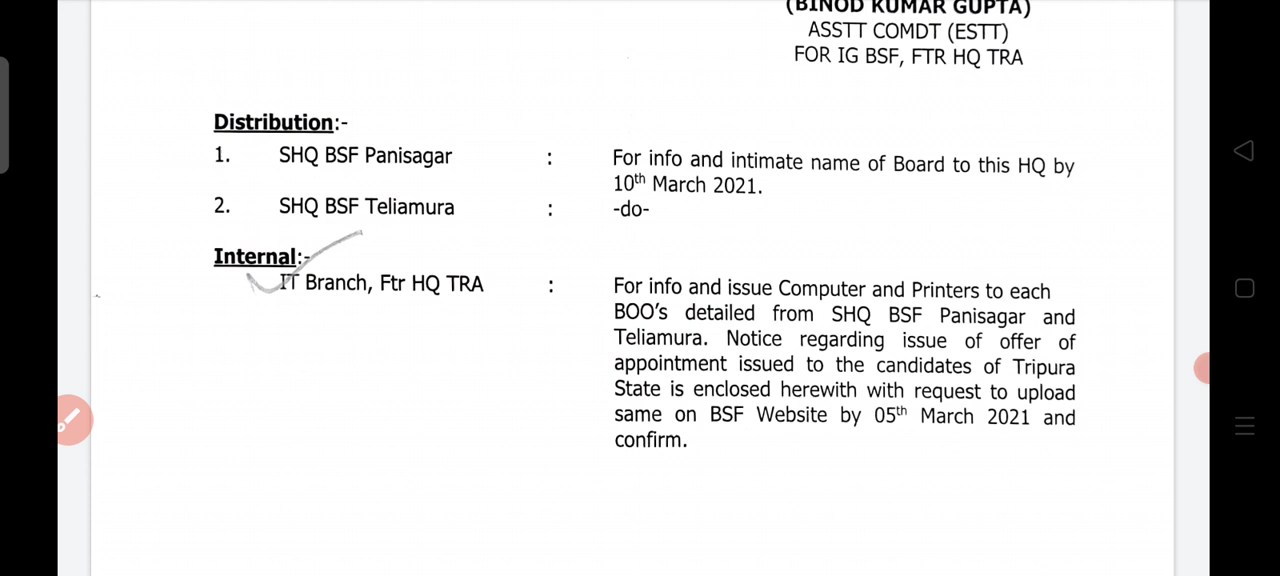 (BINOD KUMAR GUPTA)
ASSTT COMDT (ESTT)
FOR IG BSF, FTR HQ TRA
Distribution:-
1. SHQ BSF Panisagar : For info and intimate name of Board to this HQ by
10th March 2021.
2. SHQ BSF Teliamura : -do-
Internal:-
IT Branch, Ftr HQ TRA : For info and issue Computer and Printers to each
BOO's detailed from SHQ BSF Panisagar and
Teliamura. Notice regarding issue of offer of
appointment issued to the candidates of Tripura
State is enclosed herewith with request to upload
same on BSF Website by 05th March 2021 and
confirm.